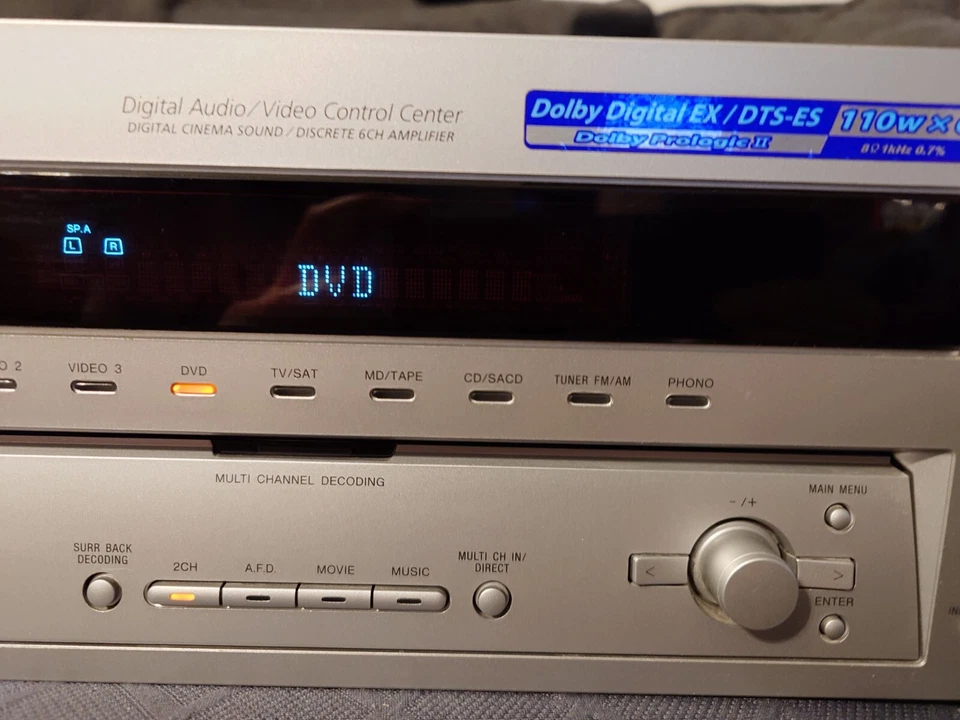 Digital Audio/Video Control Center
DIGITAL CINEMA SOUND / DISCRETE 6CH AMPLIFIER
Dolby Digital EX / DTS-ES
Dolby Prologic II
110w×
8Ω 1kHz 0.7%
SP.A
L R
DVD
O 2
VIDEO 3
DVD
TV/SAT
MD/TAPE
CD/SACD
TUNER FM/AM
PHONO
MULTI CHANNEL DECODING
- /+
MAIN MENU
SURR BACK
DECODING
2CH
A.F.D.
MOVIE
MUSIC
MULTI CH IN/
DIRECT
< >
ENTER